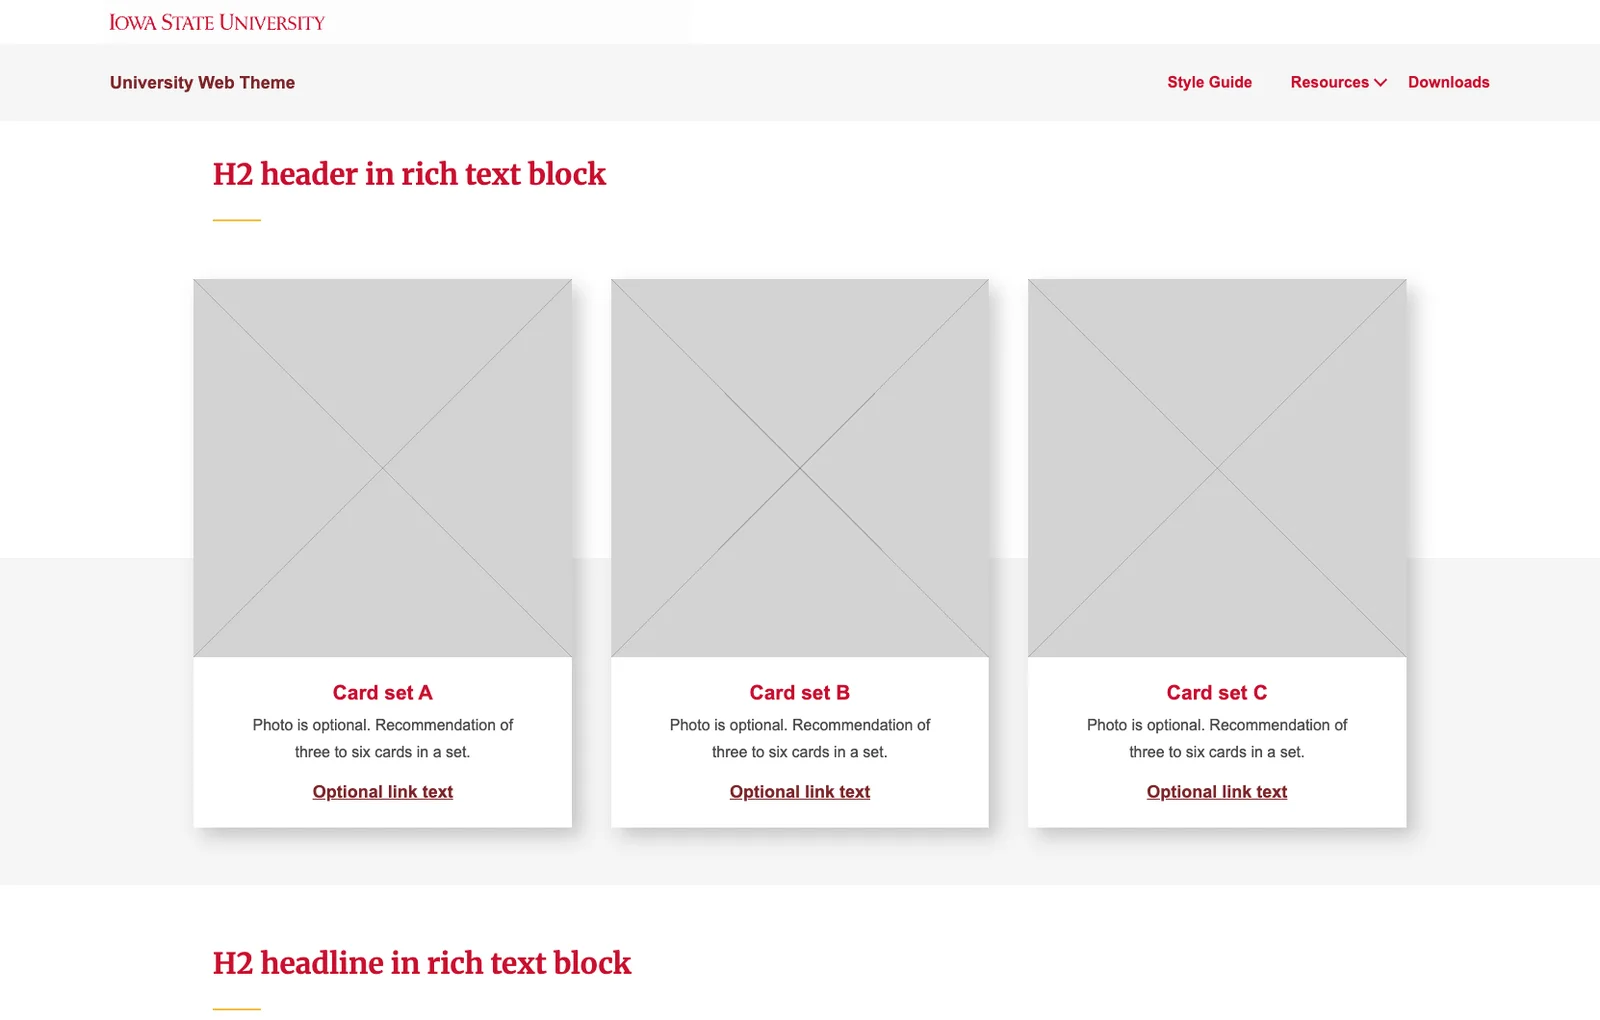 Iowa State University
University Web Theme
Style Guide
Resources
Downloads
H2 header in rich text block
Card set A
Photo is optional. Recommendation of
three to six cards in a set.
Optional link text
Card set B
Photo is optional. Recommendation of
three to six cards in a set.
Optional link text
Card set C
Photo is optional. Recommendation of
three to six cards in a set.
Optional link text
H2 headline in rich text block